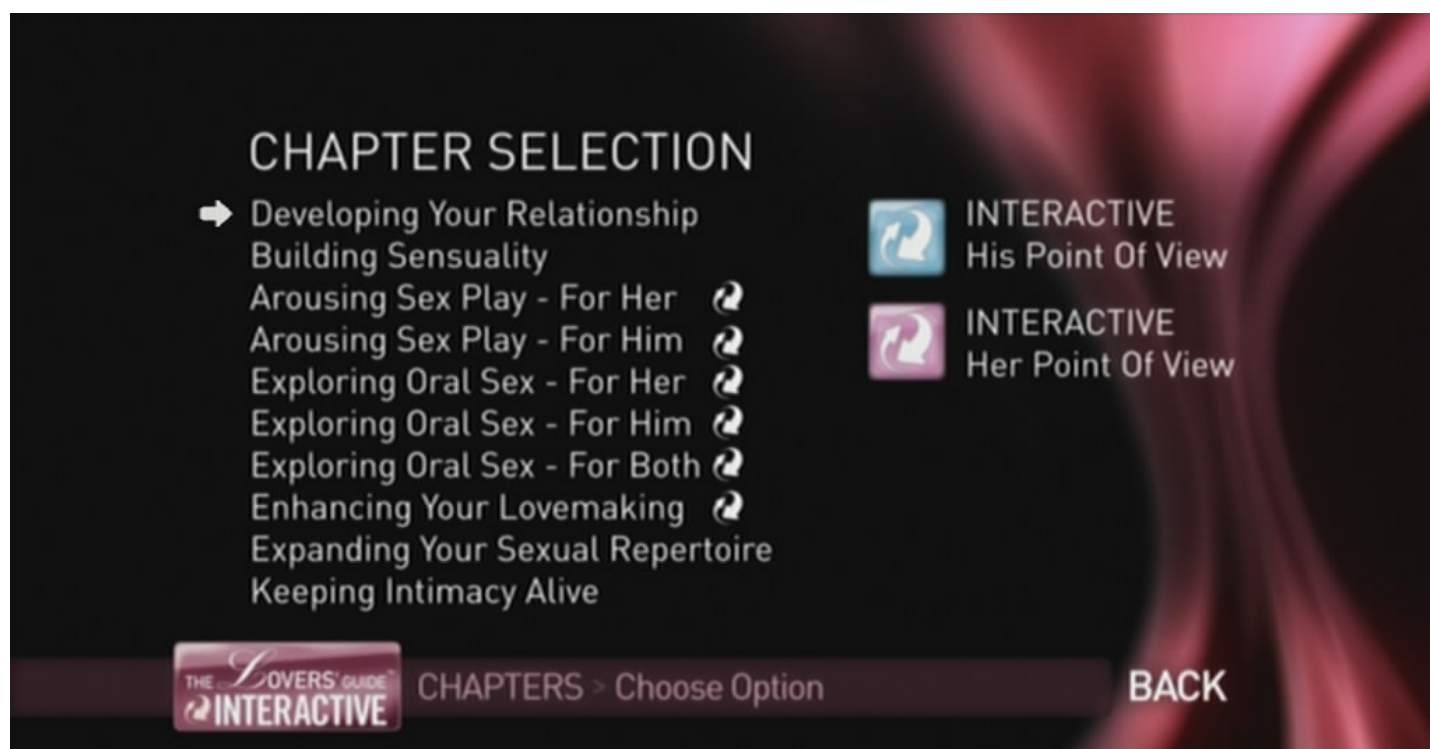 CHAPTER SELECTION
Developing Your Relationship
Building Sensuality
Arousing Sex Play - For Her
Arousing Sex Play - For Him
Exploring Oral Sex - For Her
Exploring Oral Sex - For Him
Exploring Oral Sex - For Both
Enhancing Your Lovemaking
Expanding Your Sexual Repertoire
Keeping Intimacy Alive
INTERACTIVE
His Point Of View
INTERACTIVE
Her Point Of View
THE LOVERS' GUIDE™
INTERACTIVE
CHAPTERS > Choose Option
BACK